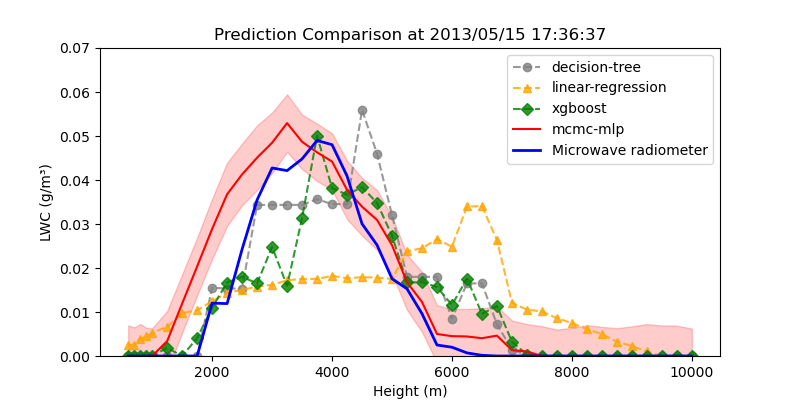 Prediction Comparison at 2013/05/15 17:36:37
0.07
0.06
0.05
0.04
0.03
0.02
0.01
0.00
LWC (g/m³)
decision-tree
linear-regression
xgboost
mcmc-mlp
Microwave radiometer
2000
4000
6000
8000
10000
Height (m)